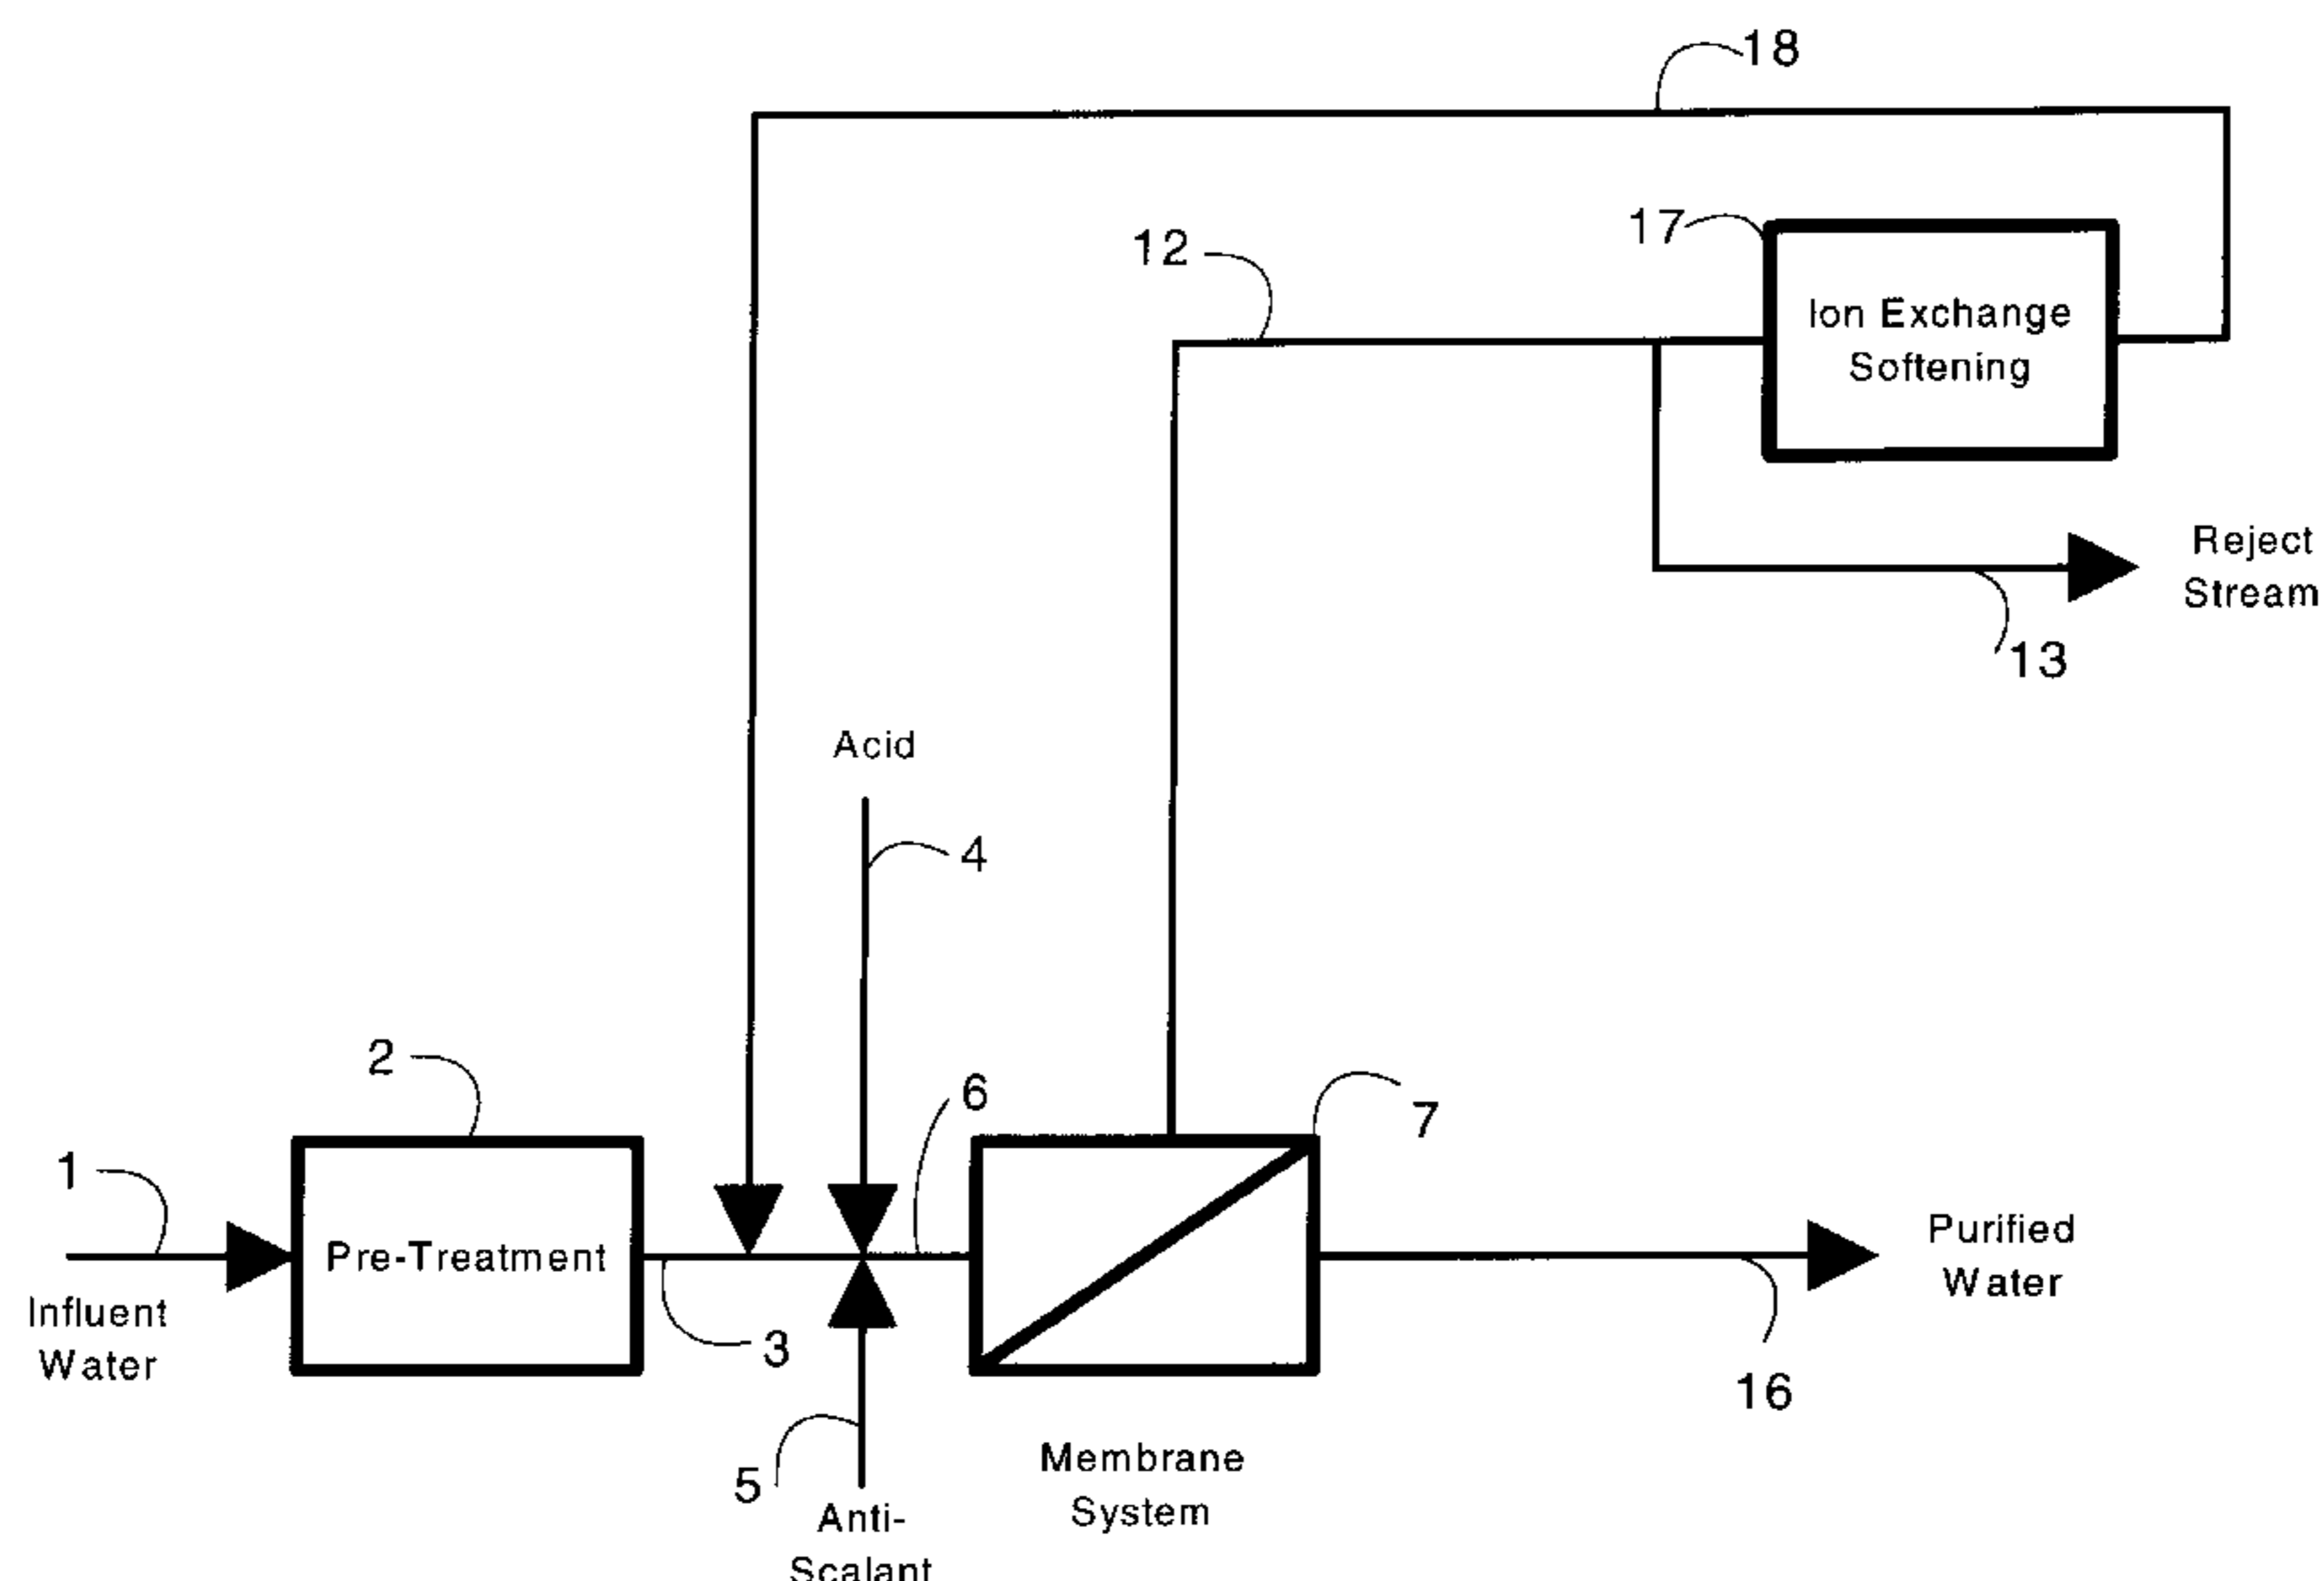 18
17
12
Ion Exchange
Softening
Reject
Stream
13
Acid
4
2
6
7
1
Pre-Treatment
Purified
Water
Influent
Water
3
16
5
Membrane
System
Anti-
Scalant